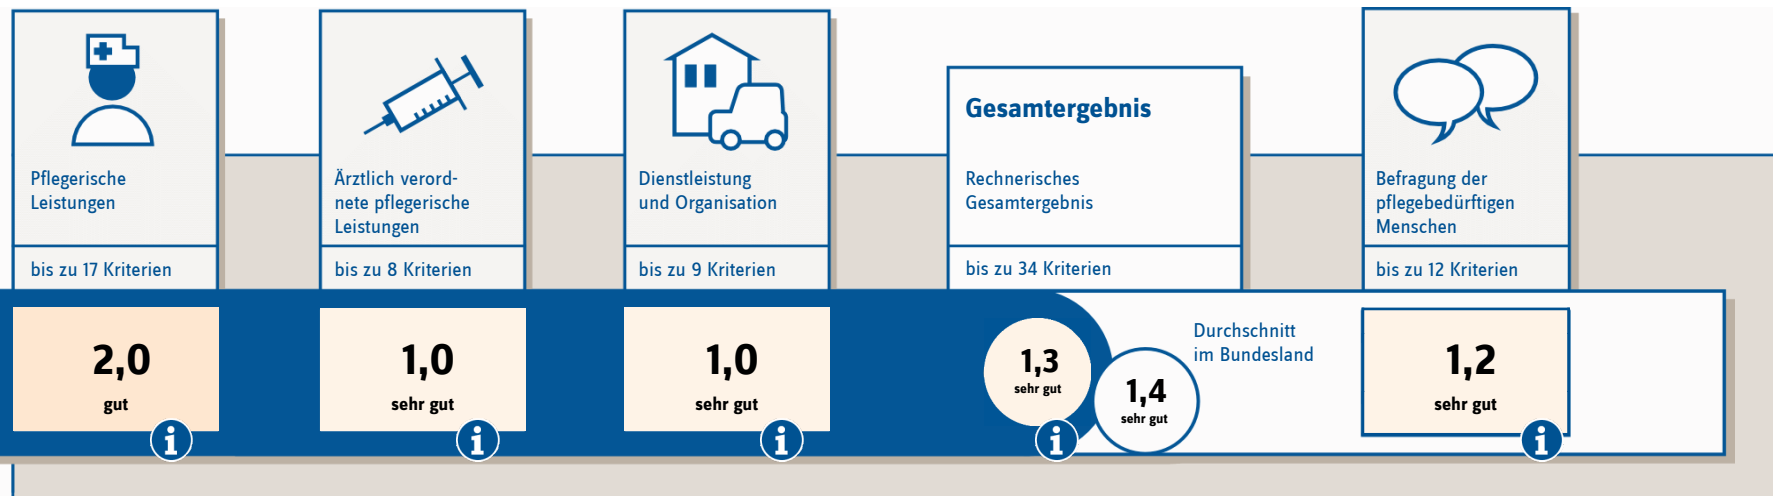 Pflegerische
Leistungen
bis zu 17 Kriterien
2,0
gut
i
Ärztlich verord-
nete pflegerische
Leistungen
bis zu 8 Kriterien
1,0
sehr gut
i
Dienstleistung
und Organisation
bis zu 9 Kriterien
1,0
sehr gut
i
Gesamtergebnis
Rechnerisches
Gesamtergebnis
bis zu 34 Kriterien
1,3
sehr gut
i
1,4
sehr gut
Durchschnitt
im Bundesland
Befragung der
pflegebedürftigen
Menschen
bis zu 12 Kriterien
1,2
sehr gut
i